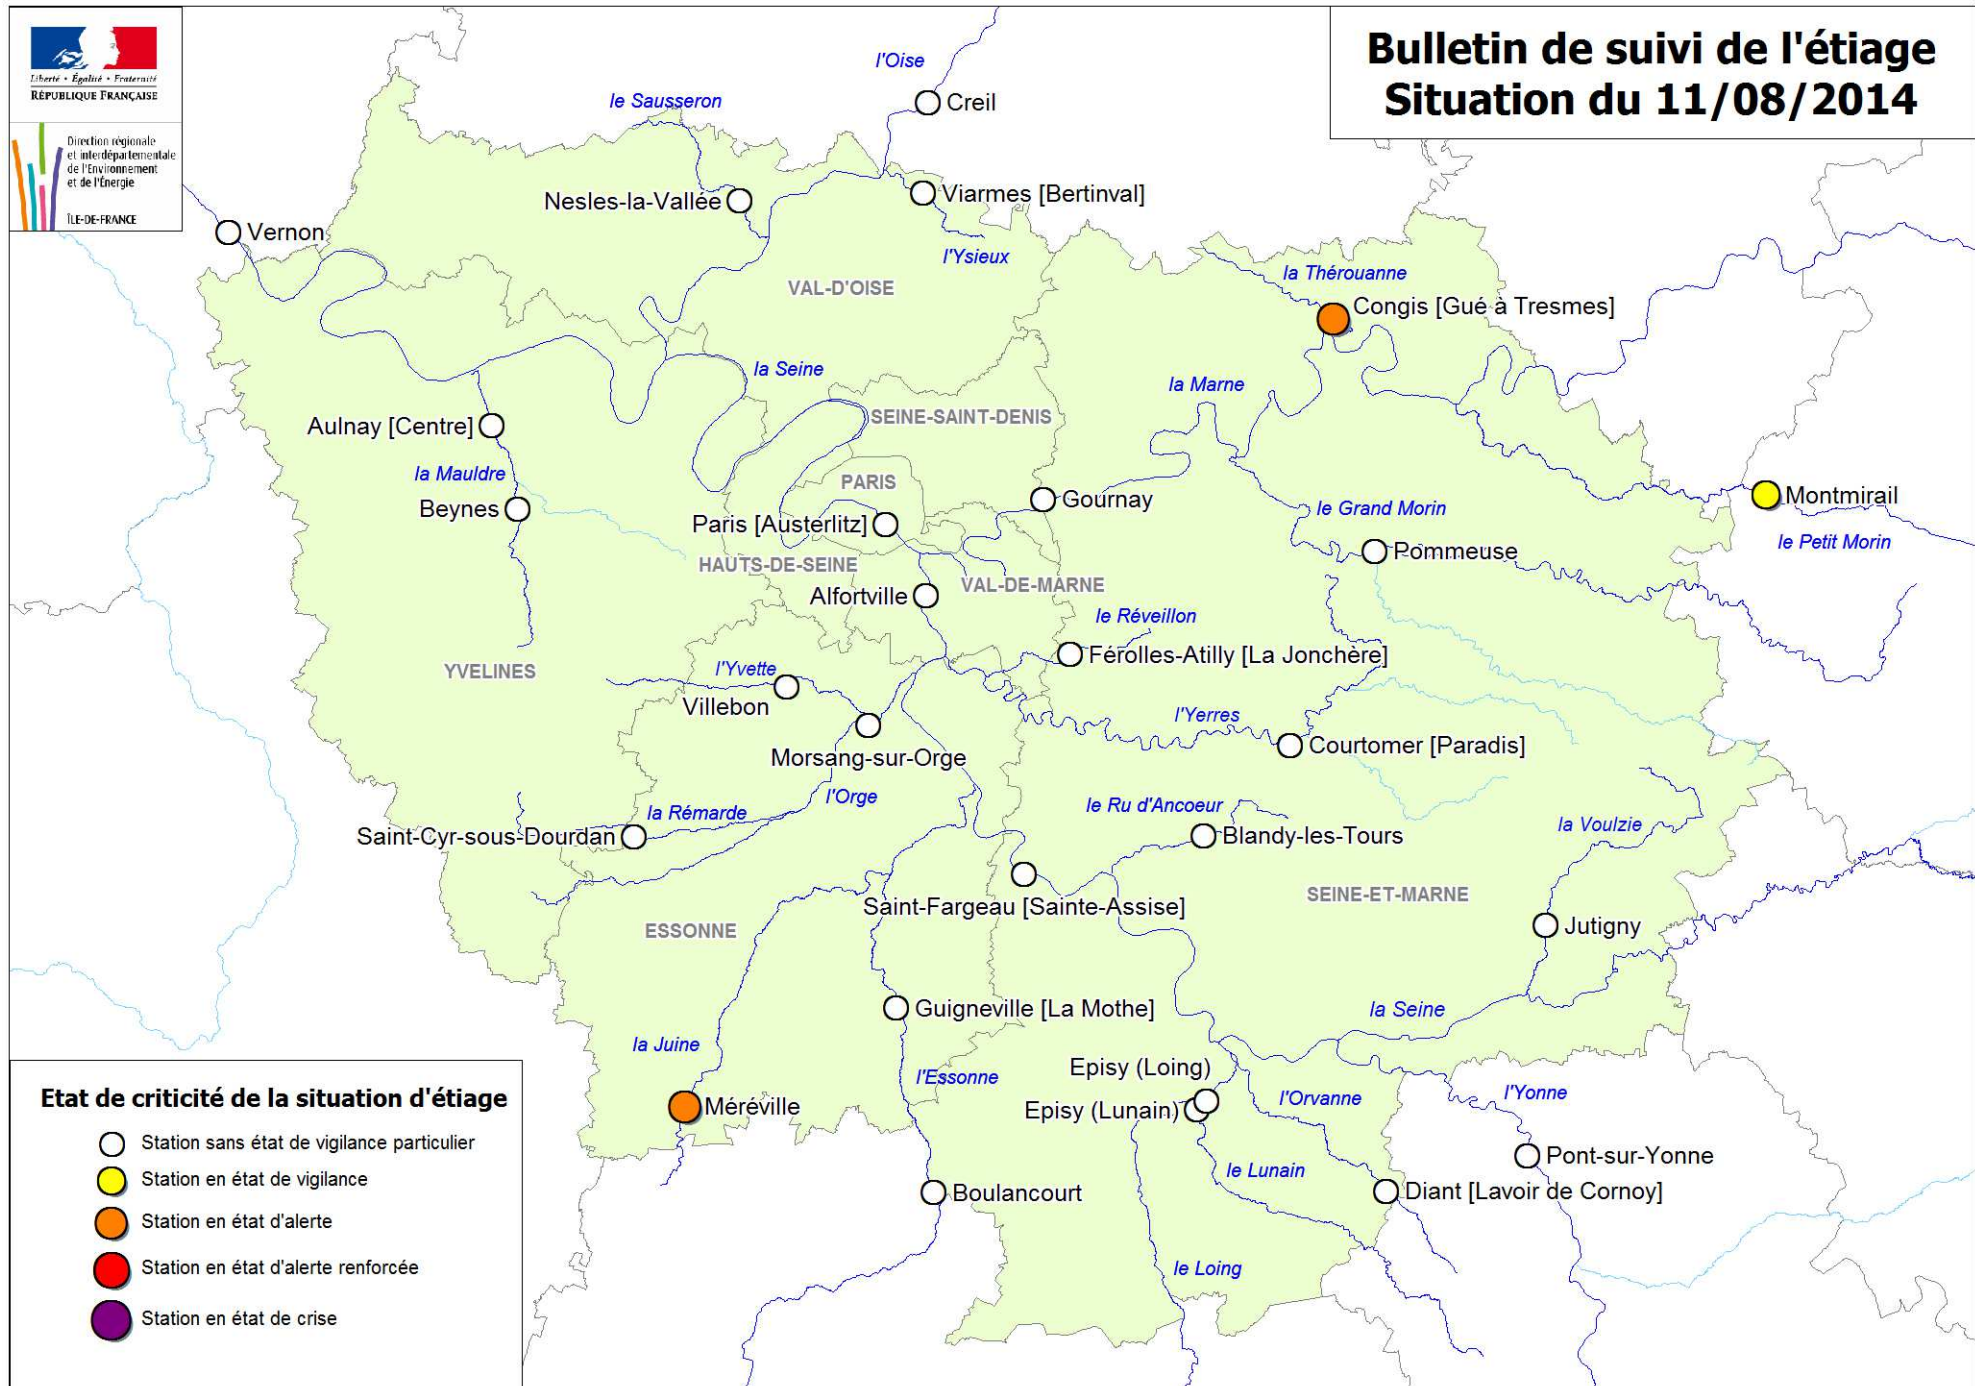 Bulletin de suivi de l'étiage
Situation du 11/08/2014
Liberté • Égalité • Fraternité
RÉPUBLIQUE FRANÇAISE
Direction régionale
et interdépartementale
de l'Environnement
et de l'Énergie
ÎLE-DE-FRANCE
l'Oise
Creil
le Sausseron
Nesles-la-Vallée
Viarmes [Bertinval]
Vernon
l'Ysieux
la Thérouanne
VAL-D'OISE
Congis [Gué à Tresmes]
la Seine
la Marne
SEINE-SAINT-DENIS
Aulnay [Centre]
la Mauldre
PARIS
Gournay
Montmirail
Beynes
Paris [Austerlitz]
le Grand Morin
le Petit Morin
HAUTS-DE-SEINE
Pommeuse
VAL-DE-MARNE
Alfortville
le Réveillon
Férolles-Atilly [La Jonchère]
YVELINES
l'Yvette
Villebon
l'Yerres
Courtomer [Paradis]
Morsang-sur-Orge
l'Orge
la Rémarde
le Ru d'Ancoeur
la Voulzie
Saint-Cyr-sous-Dourdan
Blandy-les-Tours
SEINE-ET-MARNE
Saint-Fargeau [Sainte-Assise]
ESSONNE
Jutigny
Guigneville [La Mothe]
la Seine
la Juine
l'Essonne
Episy (Loing)
l'Orvanne
l'Yonne
Méréville
Episy (Lunain)
Pont-sur-Yonne
le Lunain
Boulancourt
Diant [Lavoir de Cornoy]
le Loing
Etat de criticité de la situation d'étiage
Station sans état de vigilance particulier
Station en état de vigilance
Station en état d'alerte
Station en état d'alerte renforcée
Station en état de crise